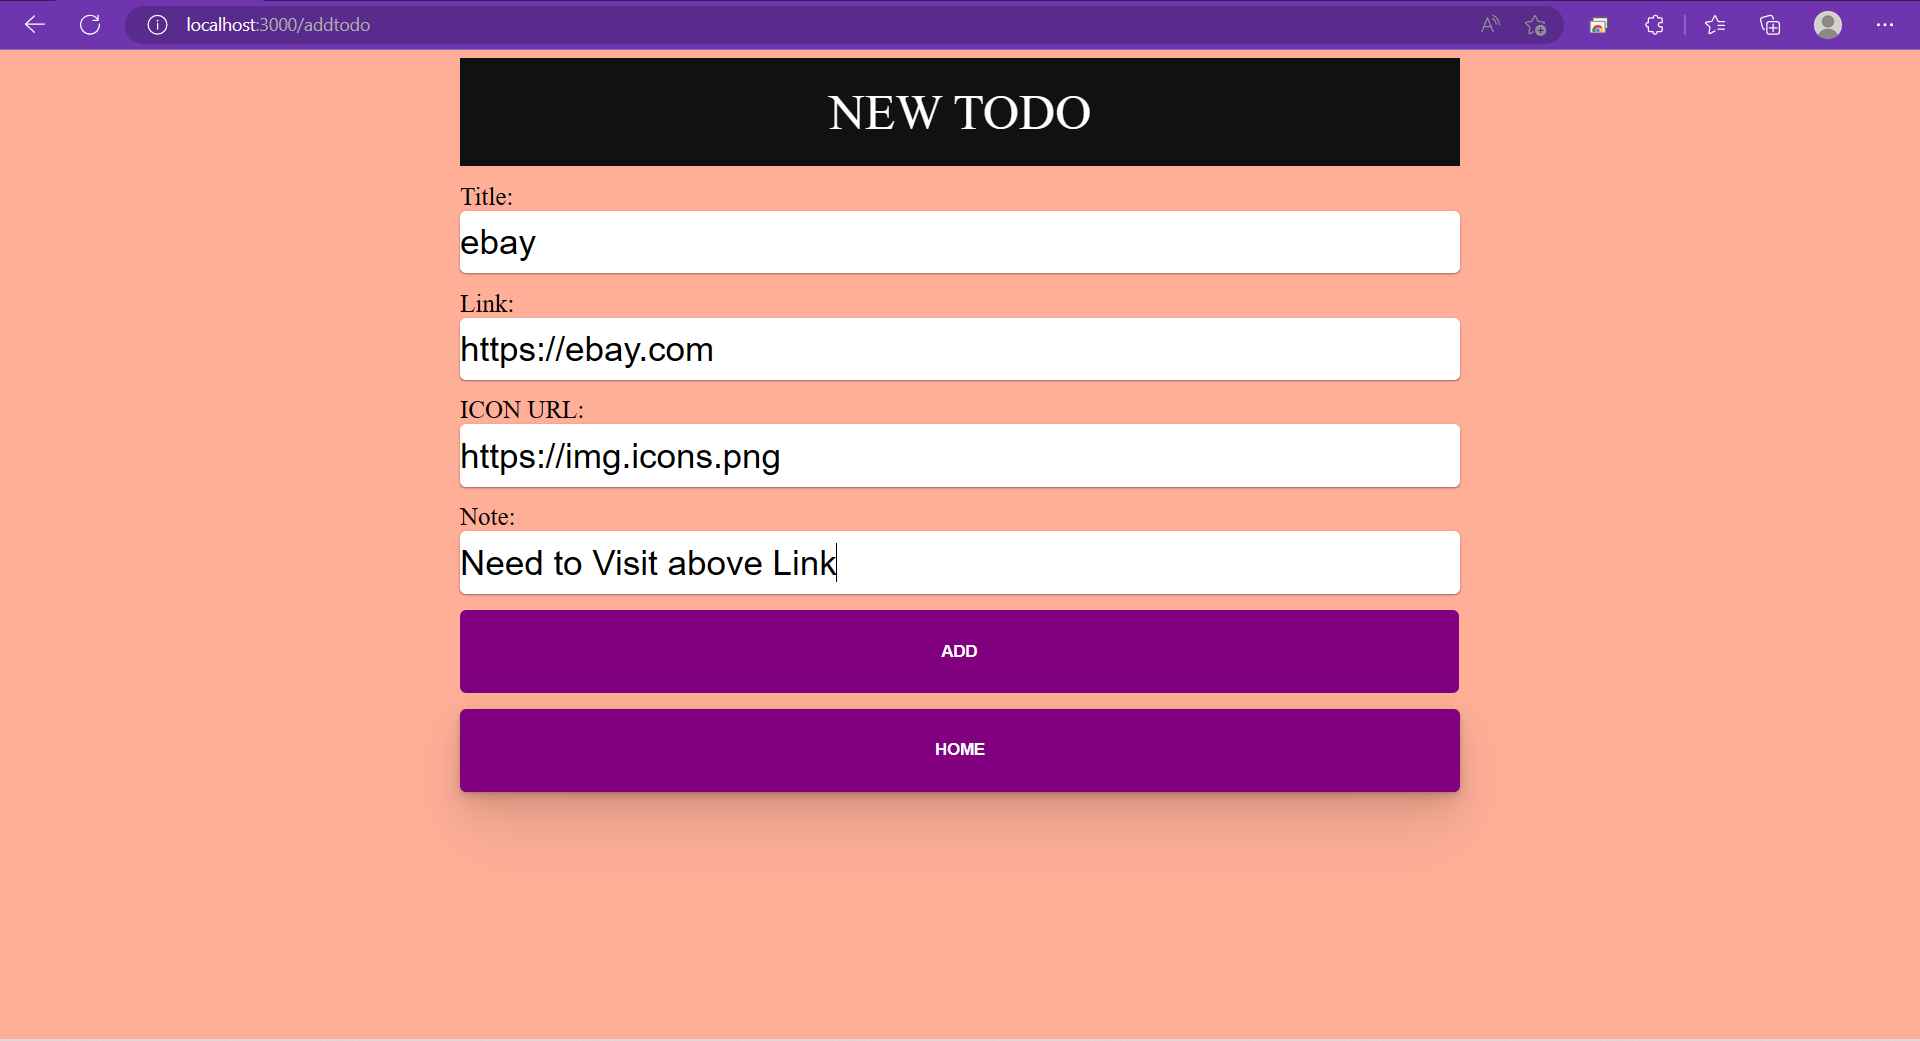 localhost:3000/addtodo
NEW TODO
Title:
ebay
Link:
https://ebay.com
ICON URL:
https://img.icons.png
Note:
Need to Visit above Link
ADD
HOME